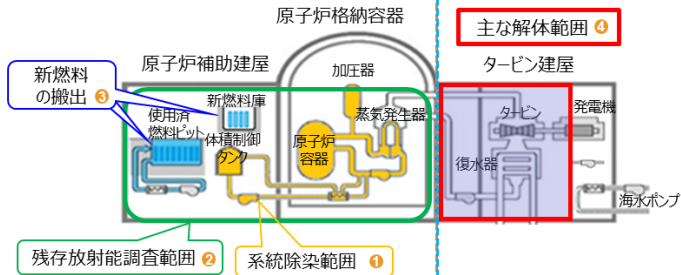 原子炉格納容器
主な解体範囲 ❹
原子炉補助建屋
タービン建屋
新燃料
の搬出 ❸
加圧器
新燃料庫
使用済
燃料ピット
体積制御
タンク
蒸気発生器
原子炉
容器
タービン
発電機
復水器
海水ポンプ
残存放射能調査範囲 ❷
系統除染範囲 ❶